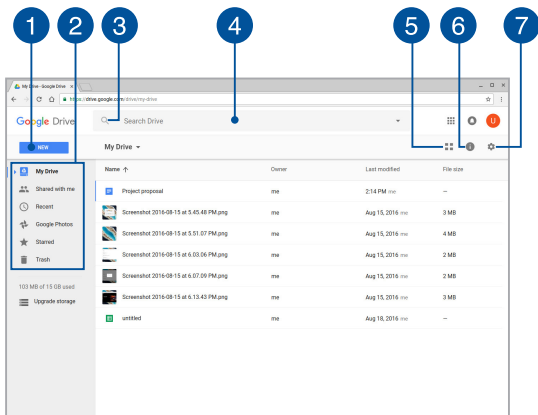 1 2 3 4 5 6 7
My Drive - Google Drive
https://drive.google.com/drive/my-drive
Google Drive
Search Drive
U
NEW
My Drive
My Drive
Shared with me
Recent
Google Photos
Starred
Trash
103 MB of 15 GB used
Upgrade storage
Name Owner Last modified File size
Project proposal me 2:14 PM me –
Screenshot 2016-08-15 at 5.45.48 PM.png me Aug 15, 2016 me 3 MB
Screenshot 2016-08-15 at 5.51.07 PM.png me Aug 15, 2016 me 4 MB
Screenshot 2016-08-15 at 6.03.06 PM.png me Aug 15, 2016 me 2 MB
Screenshot 2016-08-15 at 6.07.09 PM.png me Aug 15, 2016 me 2 MB
Screenshot 2016-08-15 at 6.13.43 PM.png me Aug 15, 2016 me 3 MB
untitled me Aug 18, 2016 me –